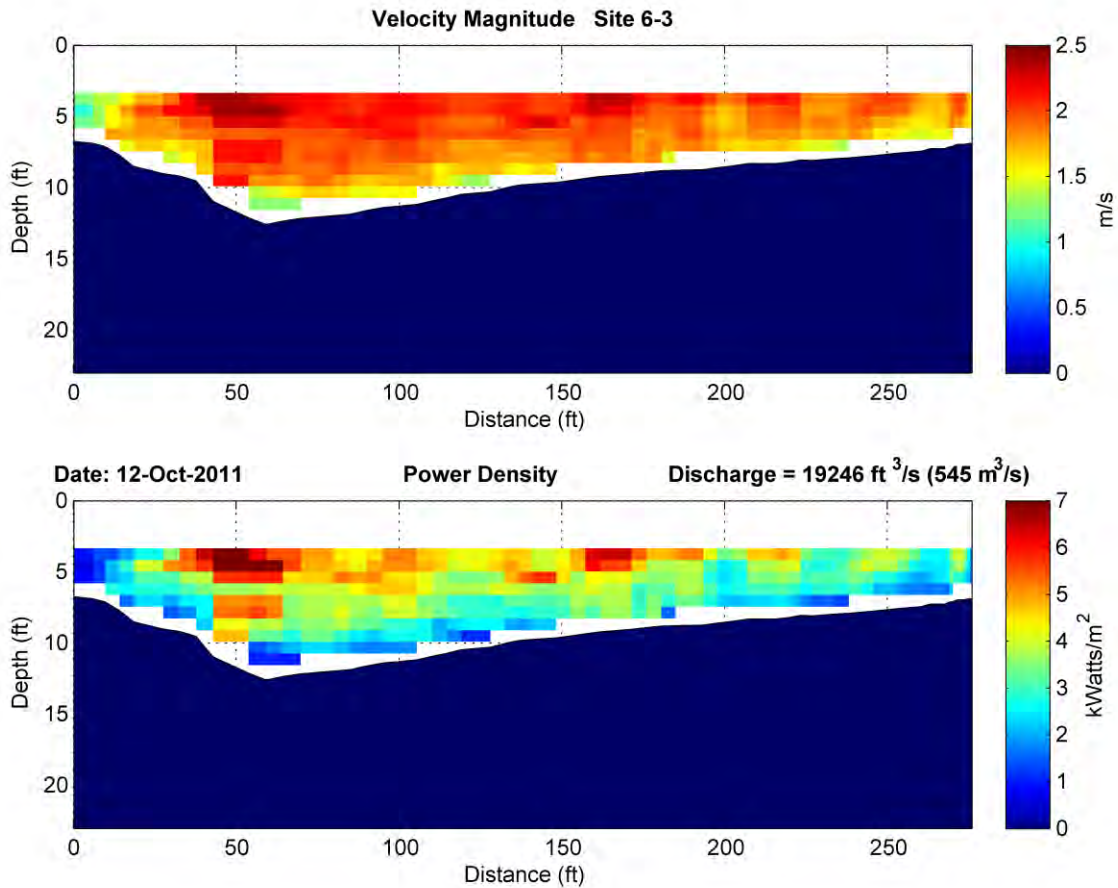 Velocity Magnitude   Site 6-3
0
5
10
15
20
Depth (ft)
0 50 100 150 200 250
Distance (ft)
2.5
2
1.5
1
0.5
0
m/s
Date: 12-Oct-2011 Power Density Discharge = 19246 ft ³/s (545 m³/s)
0
5
10
15
20
Depth (ft)
0 50 100 150 200 250
Distance (ft)
7
6
5
4
3
2
1
0
kWatts/m²